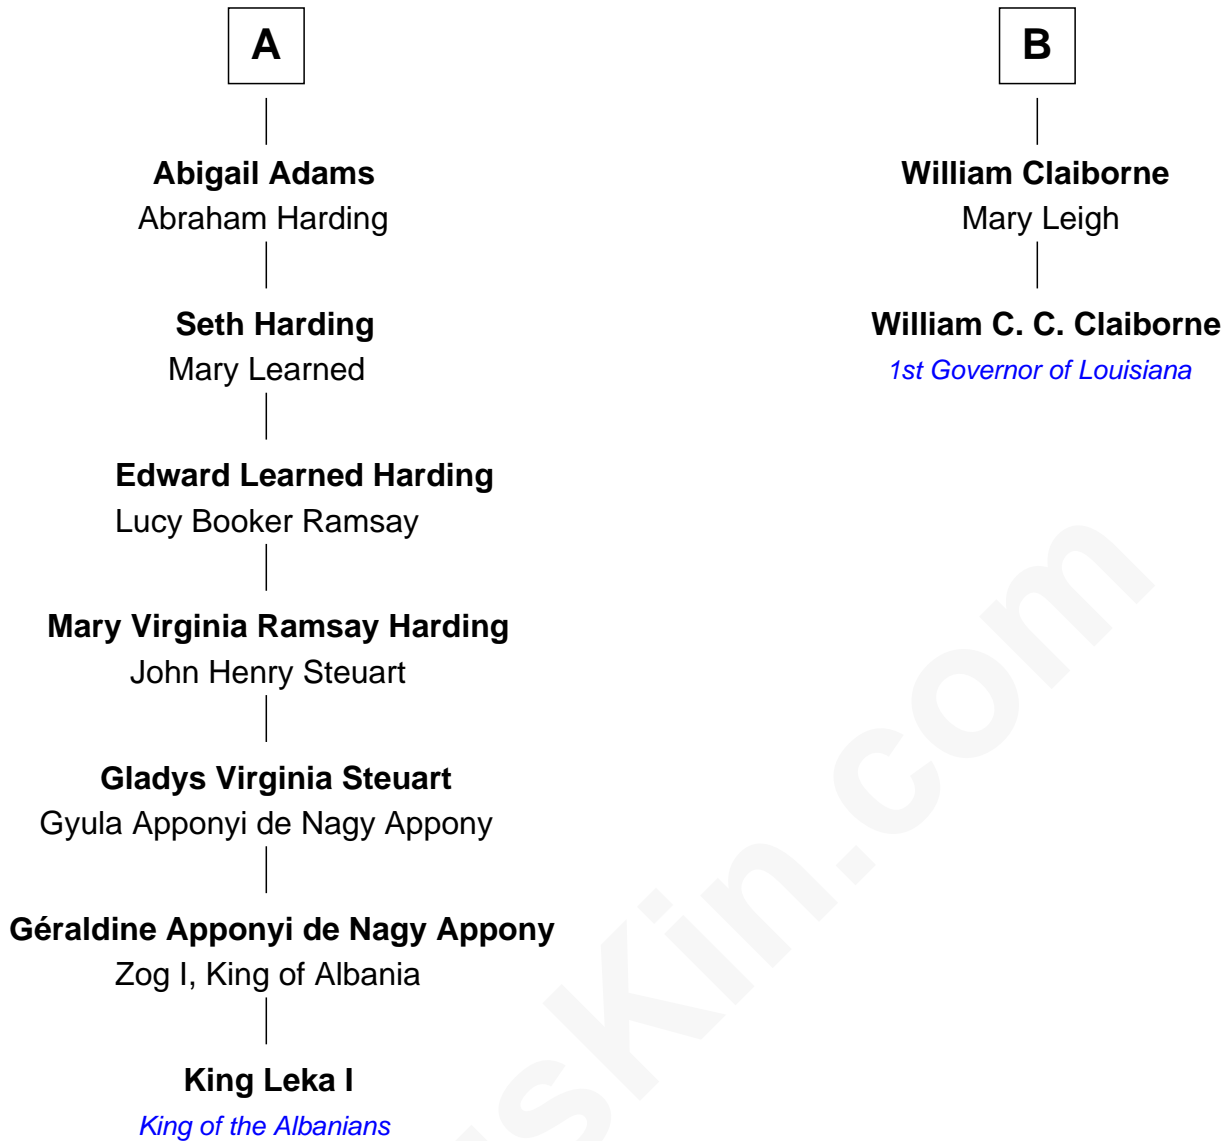 A
Abigail Adams
Abraham Harding
Seth Harding
Mary Learned
Edward Learned Harding
Lucy Booker Ramsay
Mary Virginia Ramsay Harding
John Henry Steuart
Gladys Virginia Steuart
Gyula Apponyi de Nagy Appony
Géraldine Apponyi de Nagy Appony
Zog I, King of Albania
King Leka I
King of the Albanians
B
William Claiborne
Mary Leigh
William C. C. Claiborne
1st Governor of Louisiana
usKin.com